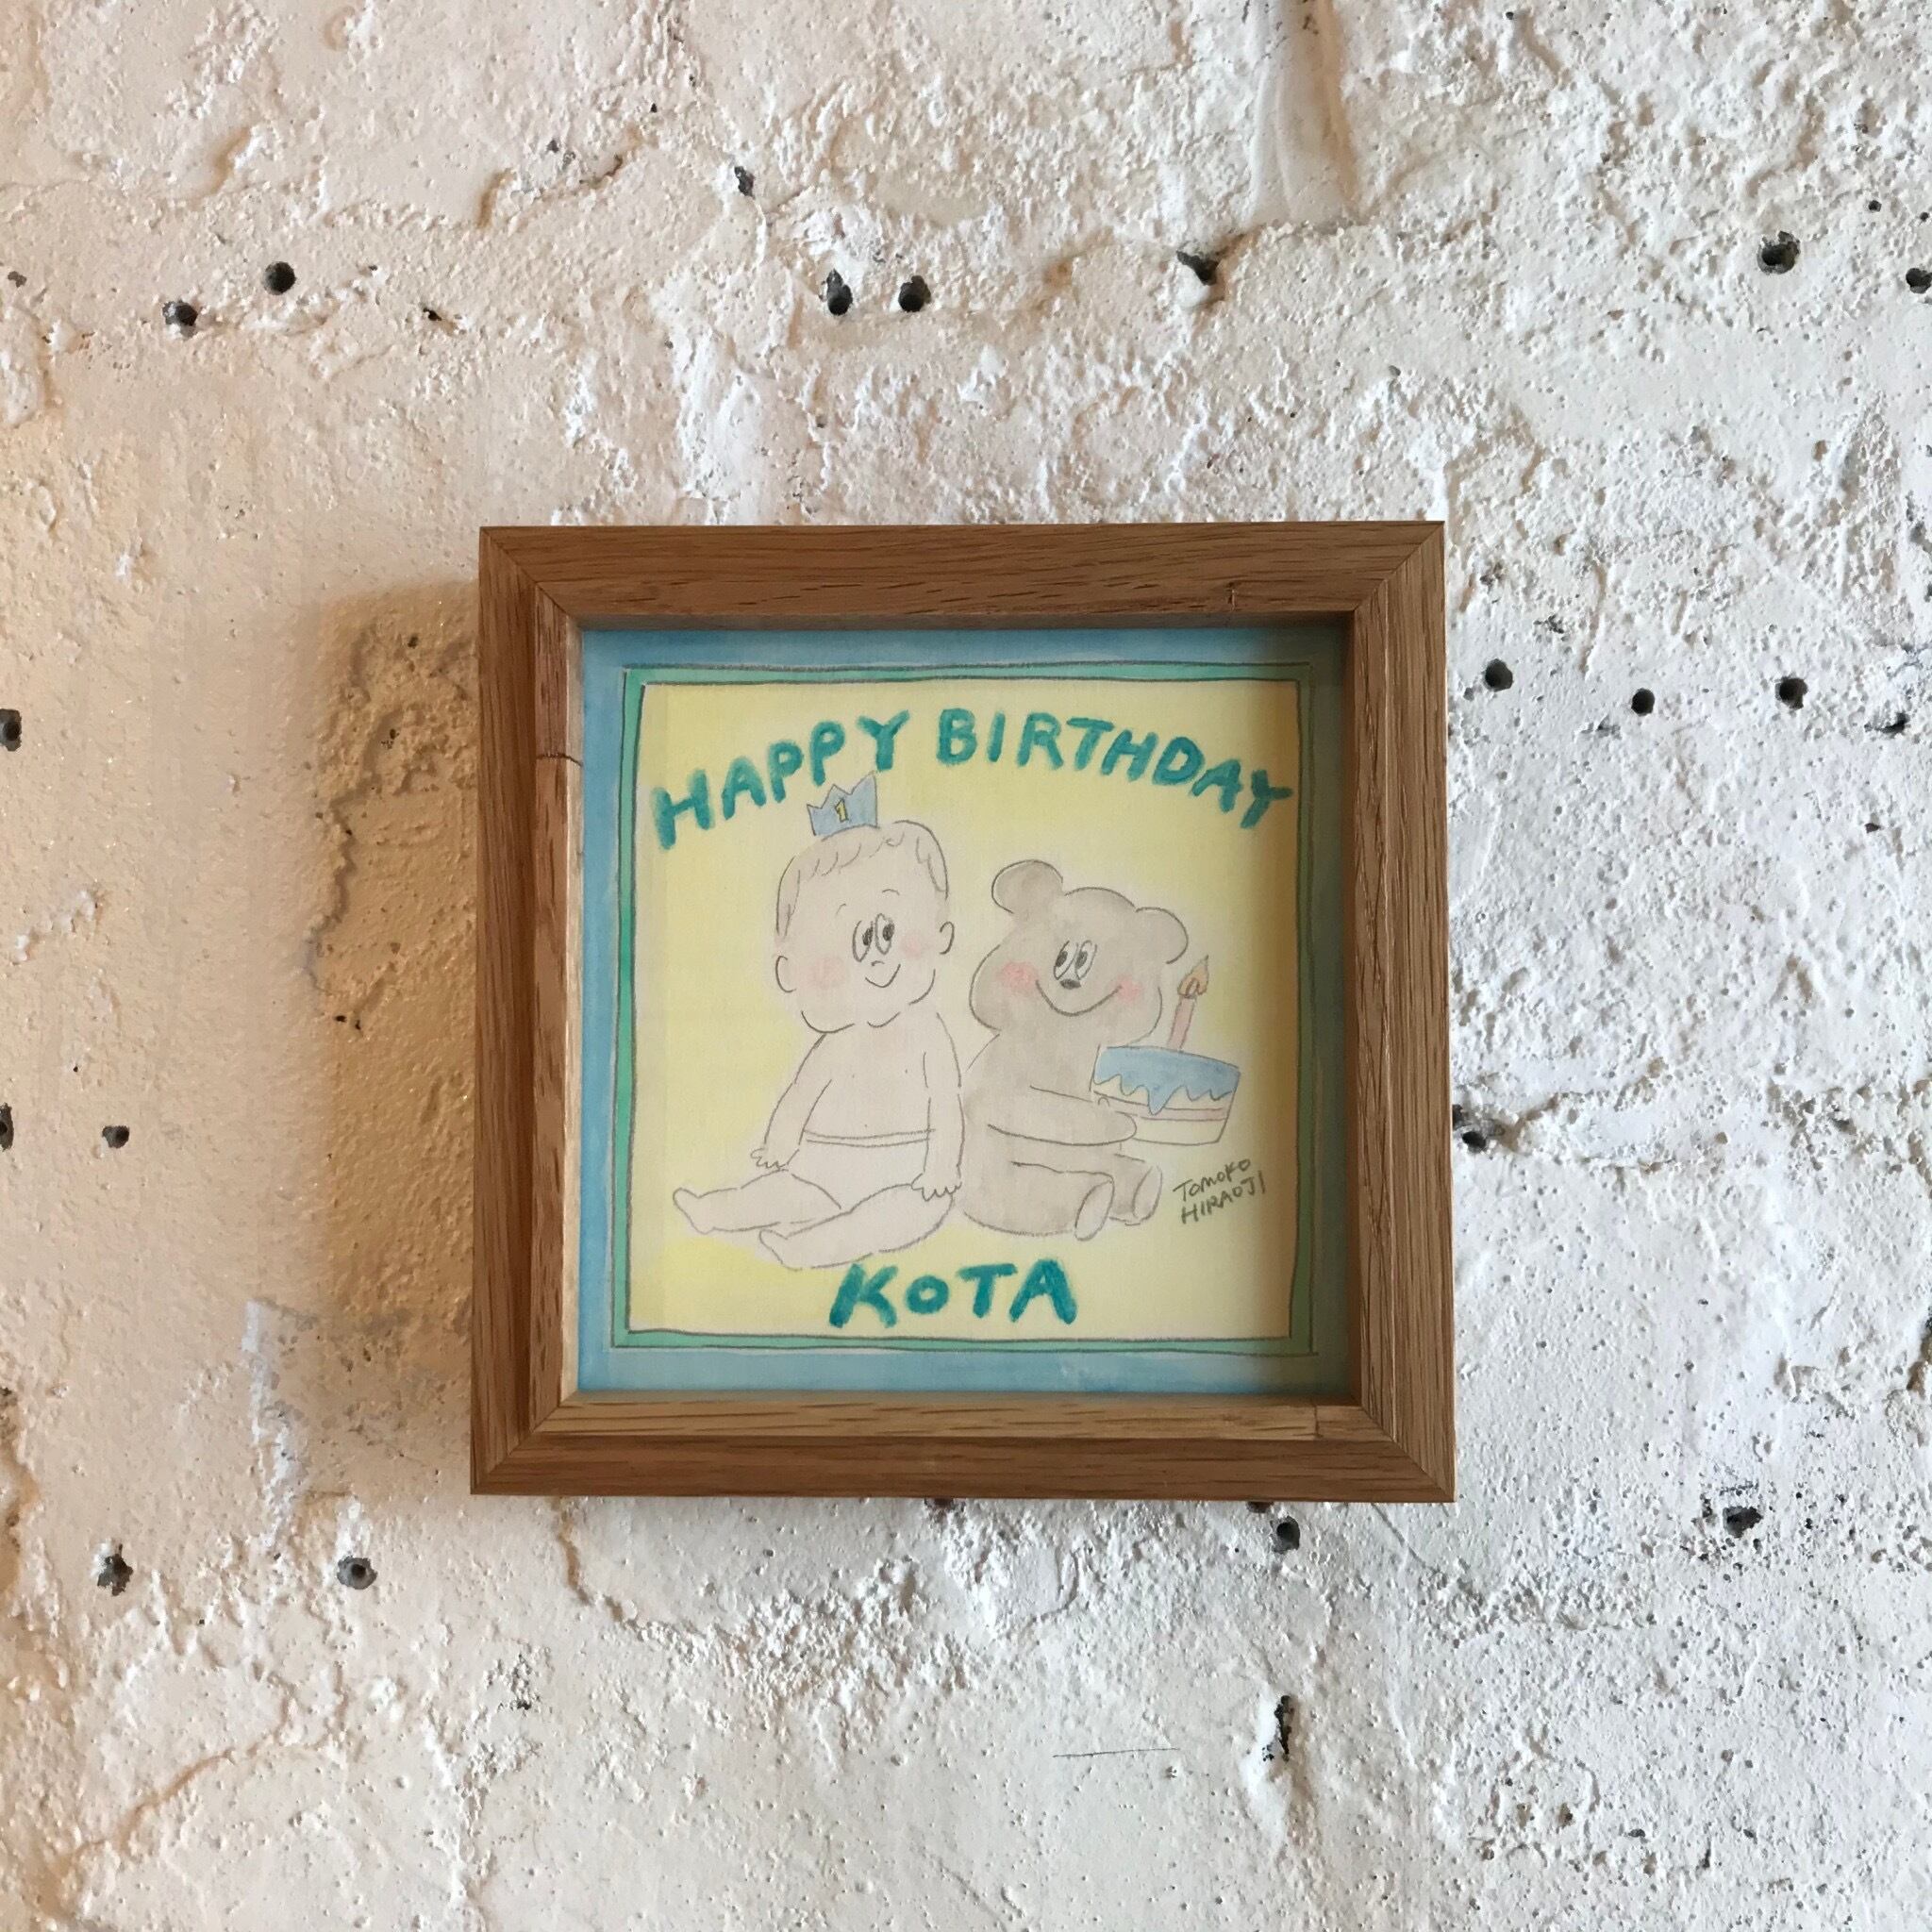 HAPPY BIRTHDAY
1
TOMOKO
HIRAOJI
KOTA